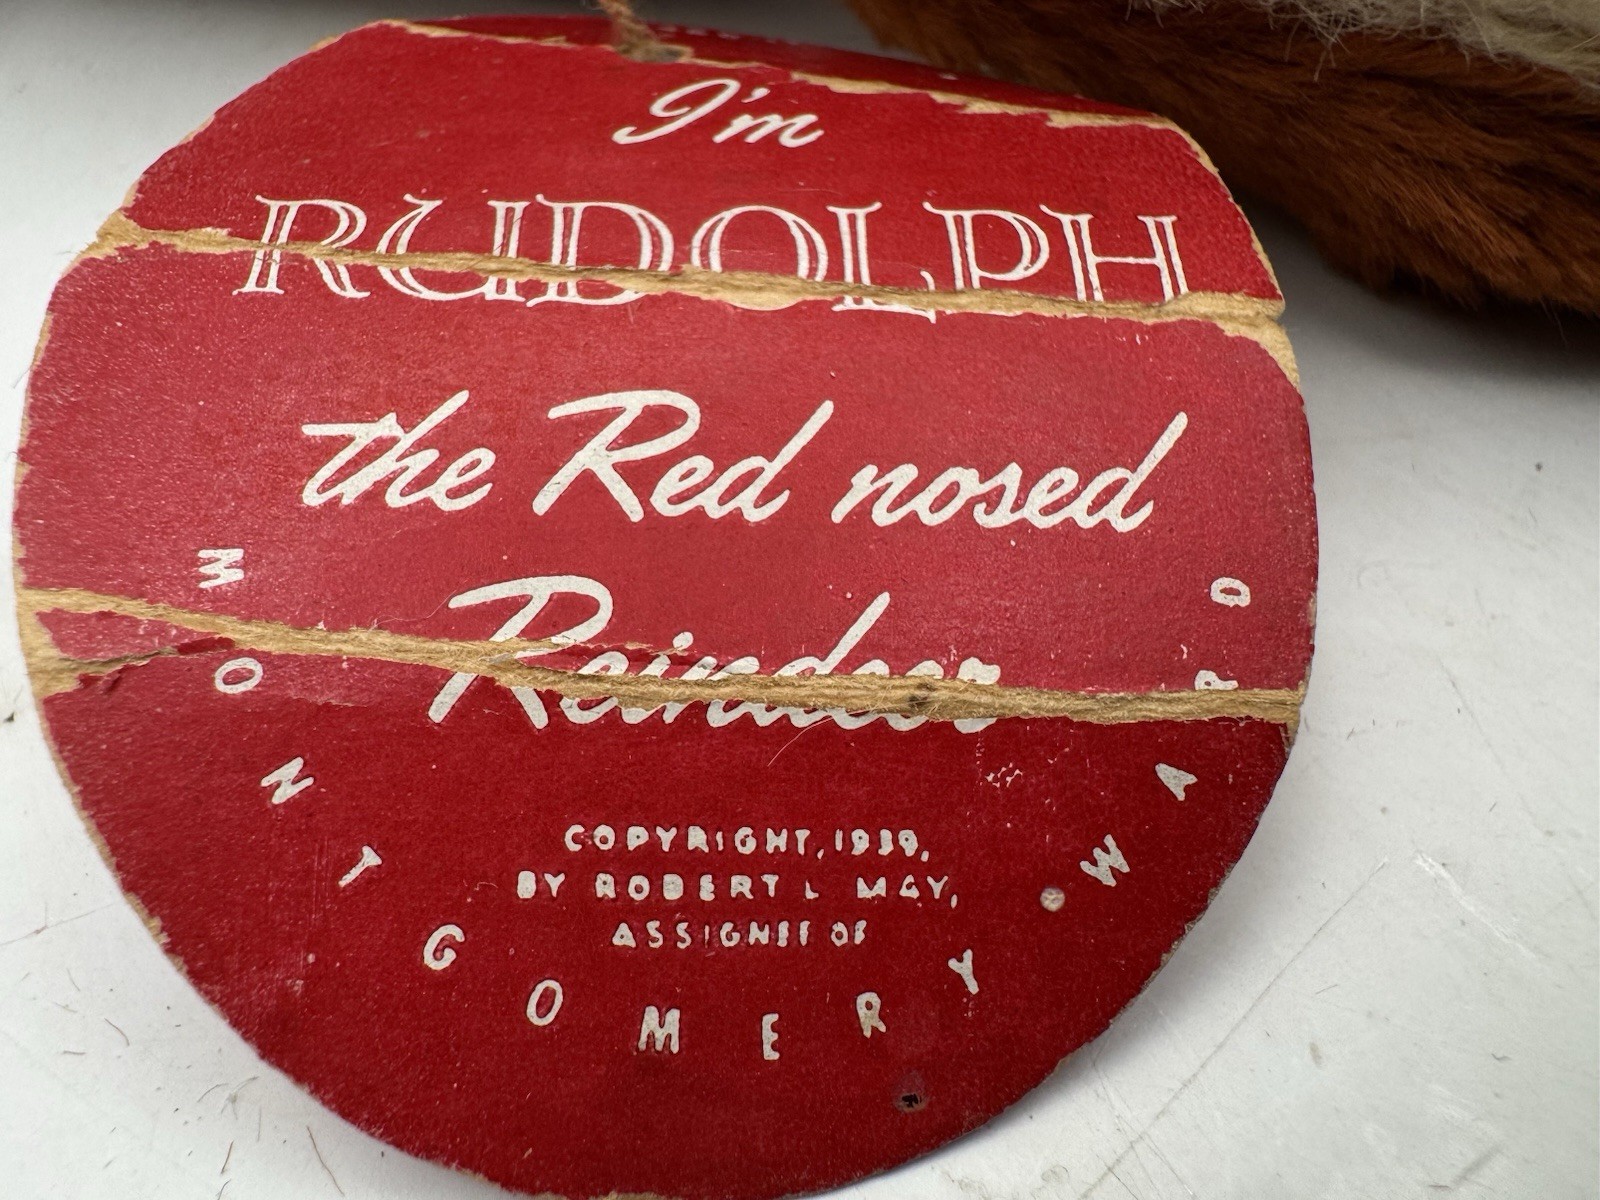 I'm
RUDOLPH
the Red nosed
Reindeer
COPYRIGHT, 1939,
BY ROBERT L MAY,
ASSIGNEE OF
MONTGOMERY WARD